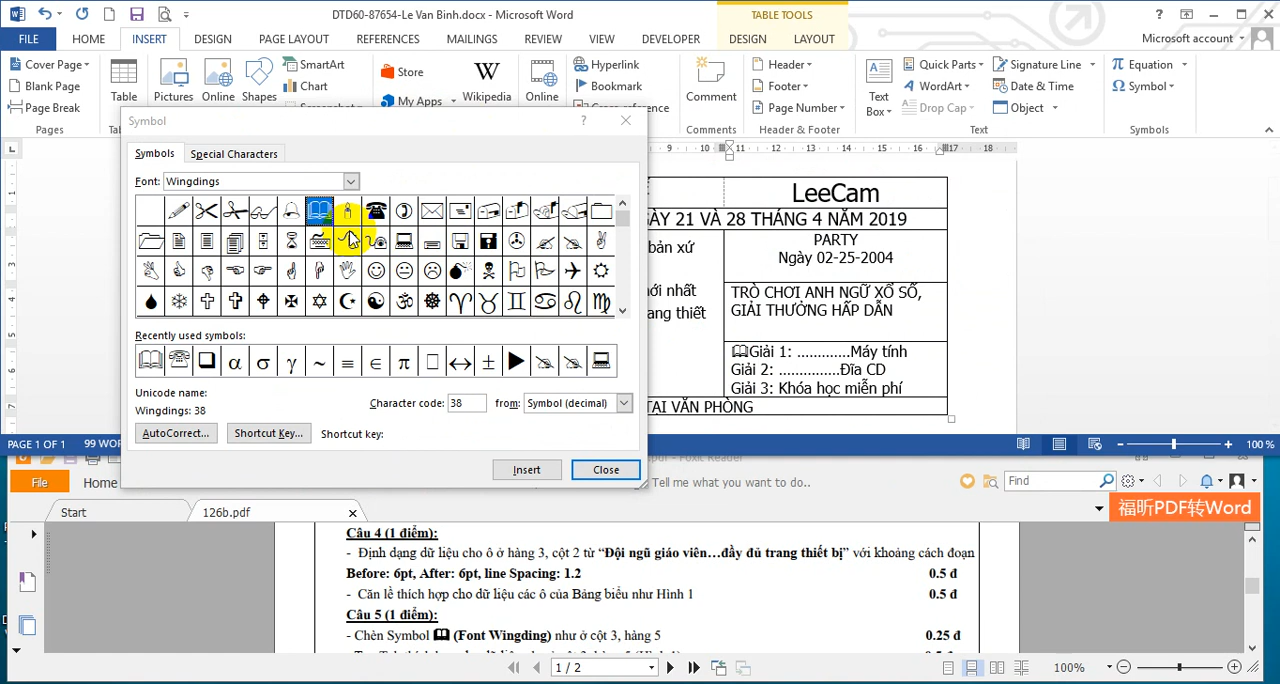 DTD60-87654-Le Van Binh.docx - Microsoft Word
TABLE TOOLS
FILE HOME INSERT DESIGN PAGE LAYOUT REFERENCES MAILINGS REVIEW VIEW DEVELOPER DESIGN LAYOUT
Microsoft account
Cover Page
Blank Page
Page Break
Pages
Table
Pictures
Online
Shapes
SmartArt
Chart
Store
My Apps
Wikipedia
Online
Hyperlink
Bookmark
Comment
Comments
Header
Footer
Page Number
Header & Footer
Text Box
Quick Parts
WordArt
Drop Cap
Signature Line
Date & Time
Object
Text
Equation
Symbol
Symbols
Symbol
Symbols
Special Characters
Font: Wingdings
Recently used symbols:
α σ γ ~ ≡ ∈ π ↔ ±
Unicode name:
Wingdings: 38
Character code: 38 from: Symbol (decimal)
AutoCorrect... Shortcut Key... Shortcut key:
Insert Close
9 10 11 12 13 14 15 16 17 18
LeeCam
GÀY 21 VÀ 28 THÁNG 4 NĂM 2019
bản xứ
ới nhất
ang thiết
PARTY
Ngày 02-25-2004
TRÒ CHƠI ANH NGỮ XỔ SỐ,
GIẢI THƯỞNG HẤP DẪN
🕮Giải 1: .............Máy tính
Giải 2: ...............Đĩa CD
Giải 3: Khóa học miễn phí
TẠI VĂN PHÒNG
PAGE 1 OF 1 99 WO
100 %
File Home
Tell me what you want to do..
Find
福昕PDF转Word
Start
126b.pdf
Câu 4 (1 điểm):
- Định dạng dữ liệu cho ô ở hàng 3, cột 2 từ “Đội ngũ giáo viên…đầy đủ trang thiết bị” với khoảng cách đoạn
Before: 6pt, After: 6pt, line Spacing: 1.2 0.5 đ
- Căn lề thích hợp cho dữ liệu các ô của Bảng biểu như Hình 1 0.5 đ
Câu 5 (1 điểm):
- Chèn Symbol 🕮 (Font Wingding) như ở cột 3, hàng 5 0.25 đ
1 / 2
100%